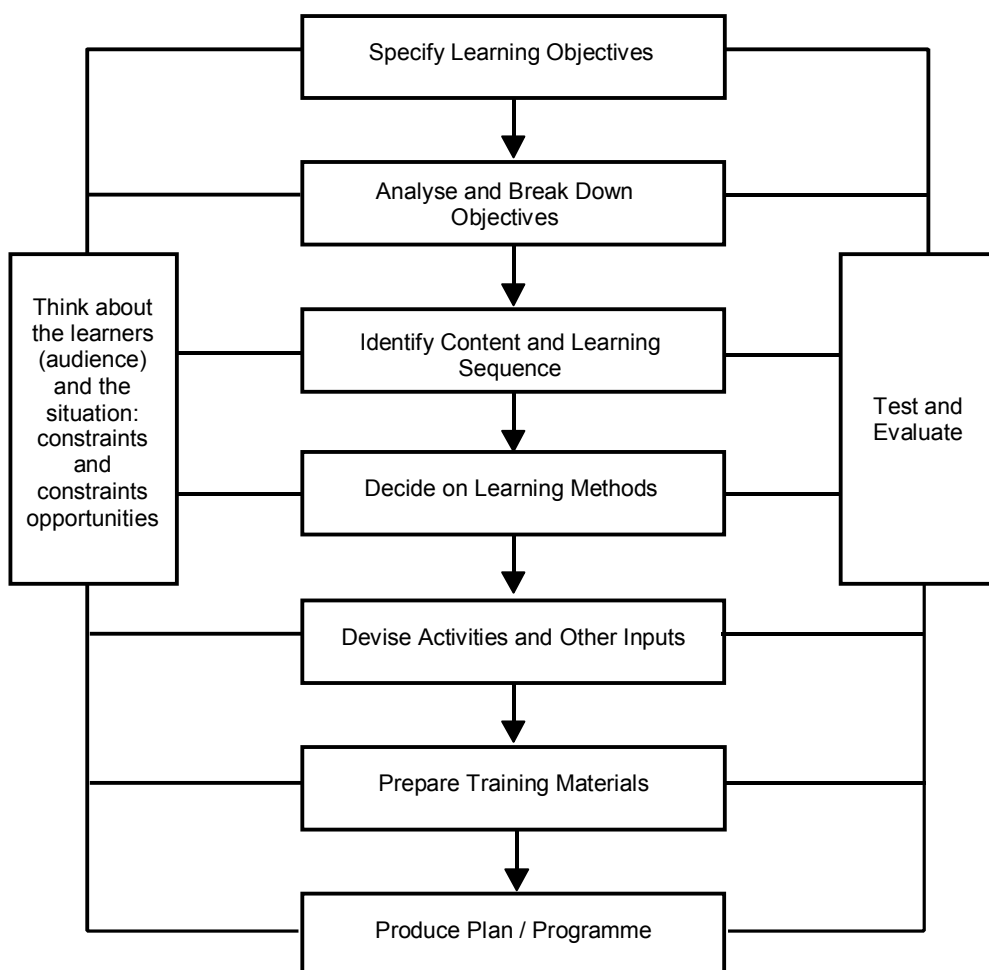 Specify Learning Objectives
Analyse and Break Down
Objectives
Think about
the learners
(audience)
and the
situation:
constraints
and
constraints
opportunities
Identify Content and Learning
Sequence
Test and
Evaluate
Decide on Learning Methods
Devise Activities and Other Inputs
Prepare Training Materials
Produce Plan / Programme